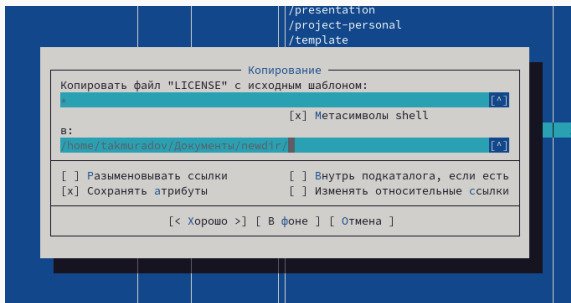 /presentation
/project-personal
/template
Копирование
Копировать файл "LICENSE" с исходным шаблоном:
* [^]
[x] Метасимволы shell
в:
/home/takmuradov/Документы/newdir/ [^]
[ ] Разыменовывать ссылки [ ] Внутрь подкаталога, если есть
[x] Сохранять атрибуты [ ] Изменять относительные ссылки
[< Хорошо >] [ В фоне ] [ Отмена ]